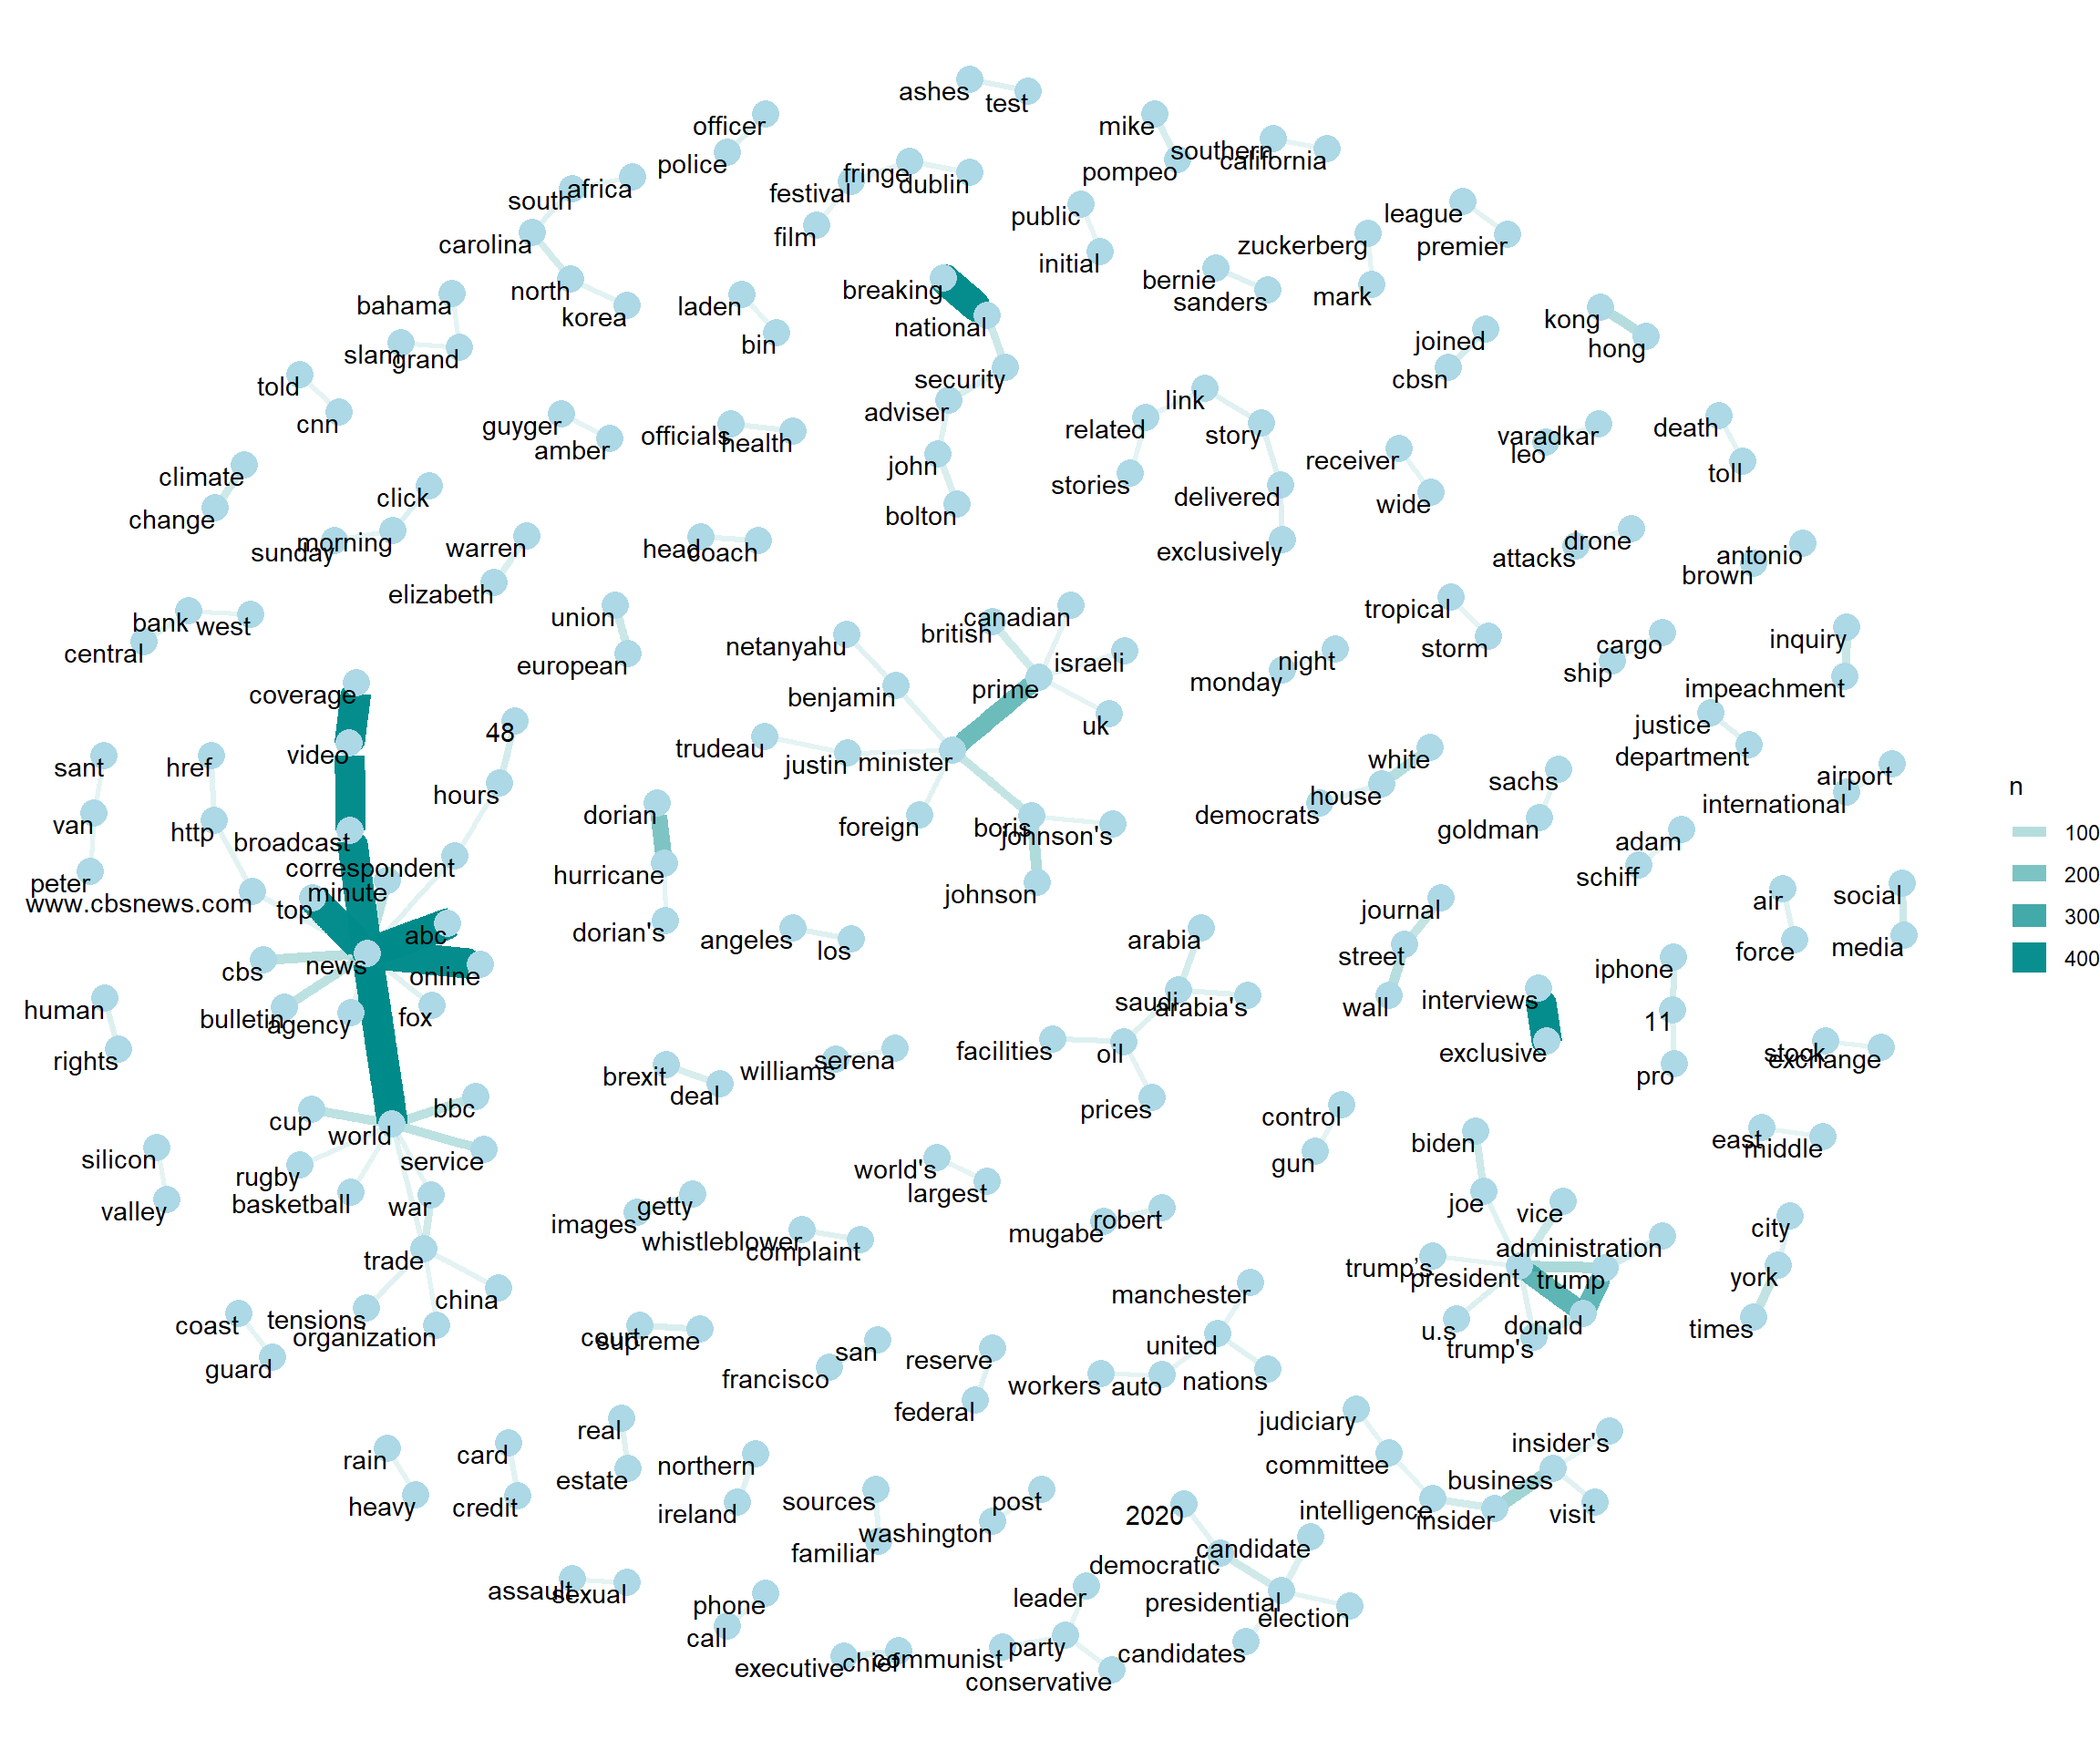 ashes
test
officer
police
mike
pompeo
southern
california
fringe
dublin
festival
film
south
africa
carolina
north
korea
public
initial
league
premier
zuckerberg
mark
bernie
sanders
breaking
national
security
adviser
john
bolton
bahama
slam
grand
laden
bin
kong
hong
joined
cbsn
told
cnn
guyger
amber
officials
health
link
related
story
stories
delivered
exclusively
receiver
wide
varadkar
leo
death
toll
climate
change
click
morning
sunday
warren
elizabeth
head
coach
drone
attacks
antonio
brown
bank
west
central
union
european
netanyahu
benjamin
canadian
british
israeli
prime
uk
minister
trudeau
justin
foreign
boris
johnson's
johnson
tropical
storm
night
monday
cargo
ship
inquiry
impeachment
justice
department
coverage
video
48
hours
sant
van
peter
href
http
www.cbsnews.com
broadcast
correspondent
minute
top
abc
news
online
cbs
bulletin
agency
fox
dorian
hurricane
dorian's
white
house
democrats
sachs
goldman
airport
international
adam
schiff
n
100
200
300
400
air
force
social
media
journal
street
wall
angeles
los
arabia
saudi
arabia's
facilities
oil
prices
interviews
exclusive
iphone
11
pro
stock
exchange
human
rights
brexit
deal
williams
serena
cup
world
bbc
service
rugby
basketball
war
trade
china
tensions
organization
silicon
valley
control
gun
biden
joe
vice
administration
trump’s
president
trump
donald
u.s
trump's
east
middle
city
york
times
world's
largest
getty
images
whistleblower
complaint
mugabe
robert
coast
guard
court
supreme
san
francisco
reserve
federal
manchester
united
nations
workers
auto
judiciary
committee
intelligence
insider
business
insider's
visit
rain
heavy
card
credit
real
estate
northern
ireland
sources
familiar
post
washington
2020
candidate
democratic
presidential
election
candidates
assault
sexual
phone
call
leader
party
communist
conservative
executive
chief